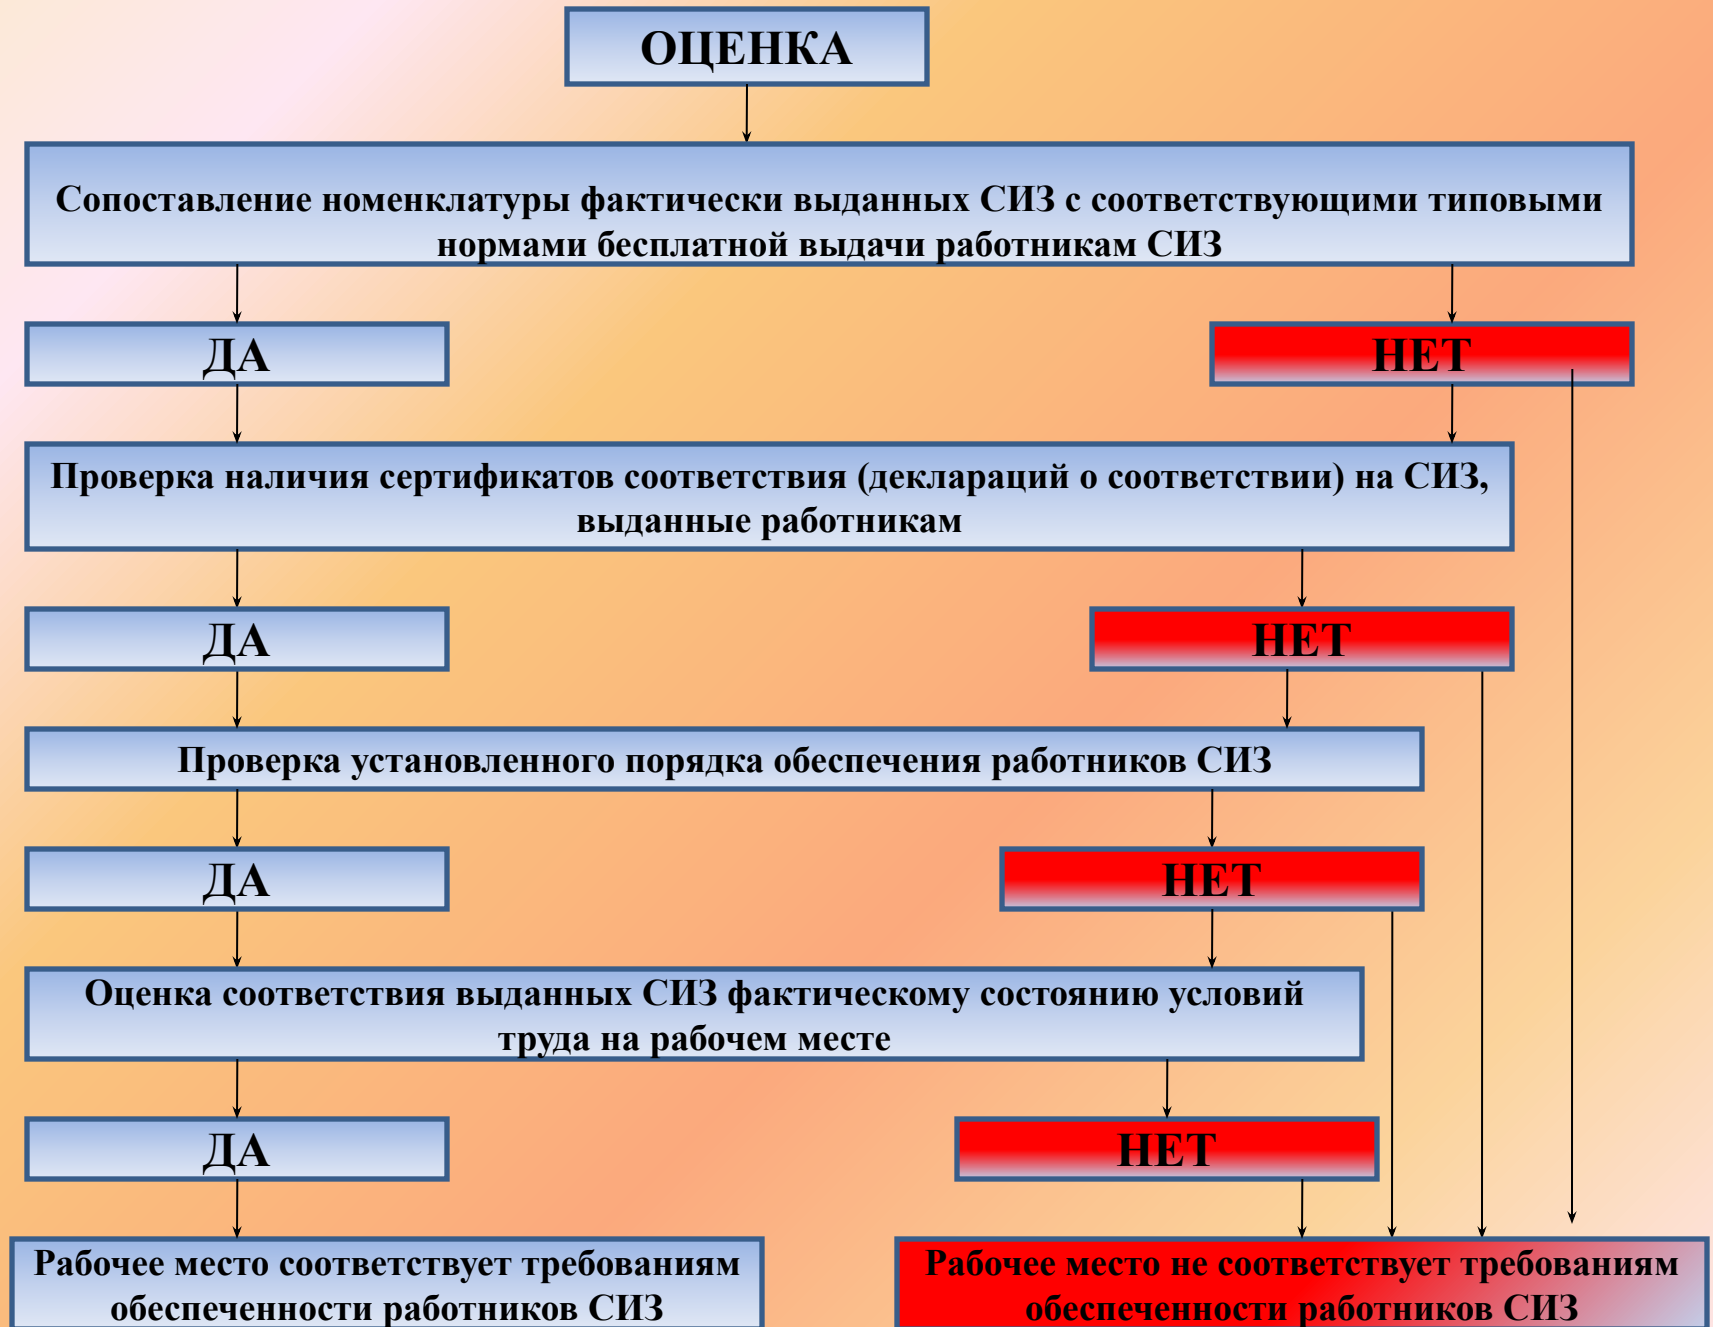 ОЦЕНКА
Сопоставление номенклатуры фактически выданных СИЗ с соответствующими типовыми
нормами бесплатной выдачи работникам СИЗ
ДА
НЕТ
Проверка наличия сертификатов соответствия (деклараций о соответствии) на СИЗ,
выданные работникам
ДА
НЕТ
Проверка установленного порядка обеспечения работников СИЗ
ДА
НЕТ
Оценка соответствия выданных СИЗ фактическому состоянию условий
труда на рабочем месте
ДА
НЕТ
Рабочее место соответствует требованиям
обеспеченности работников СИЗ
Рабочее место не соответствует требованиям
обеспеченности работников СИЗ